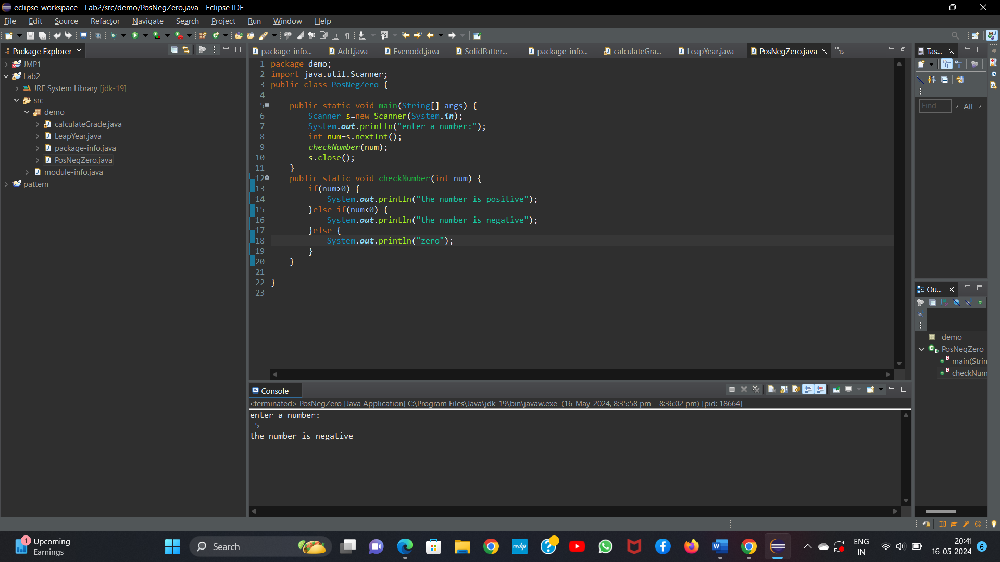 eclipse-workspace - Lab2/src/demo/PosNegZero.java - Eclipse IDE
File Edit Source Refactor Navigate Search Project Run Window Help
Package Explorer
JMP1
Lab2
JRE System Library [jdk-19]
src
demo
calculateGrade.java
LeapYear.java
package-info.java
PosNegZero.java
module-info.java
pattern
package-info... Add.java Evenodd.java SolidPatter... package-info... calculateGra... LeapYear.java PosNegZero.java »15
1 package demo;
2 import java.util.Scanner;
3 public class PosNegZero {
4
5 public static void main(String[] args) {
6 Scanner s=new Scanner(System.in);
7 System.out.println("enter a number:");
8 int num=s.nextInt();
9 checkNumber(num);
10 s.close();
11 }
12 public static void checkNumber(int num) {
13 if(num>0) {
14 System.out.println("the number is positive");
15 }else if(num<0) {
16 System.out.println("the number is negative");
17 }else {
18 System.out.println("zero");
19 }
20 }
21
22 }
23
Console
<terminated> PosNegZero [Java Application] C:\Program Files\Java\jdk-19\bin\javaw.exe (16-May-2024, 8:35:58 pm – 8:36:02 pm) [pid: 18664]
enter a number:
-5
the number is negative
Tas...
Find All
Ou...
demo
PosNegZero
main(Strin
checkNum
1
Upcoming
Earnings
Search
myhp
ENG
IN
20:41
16-05-2024
6